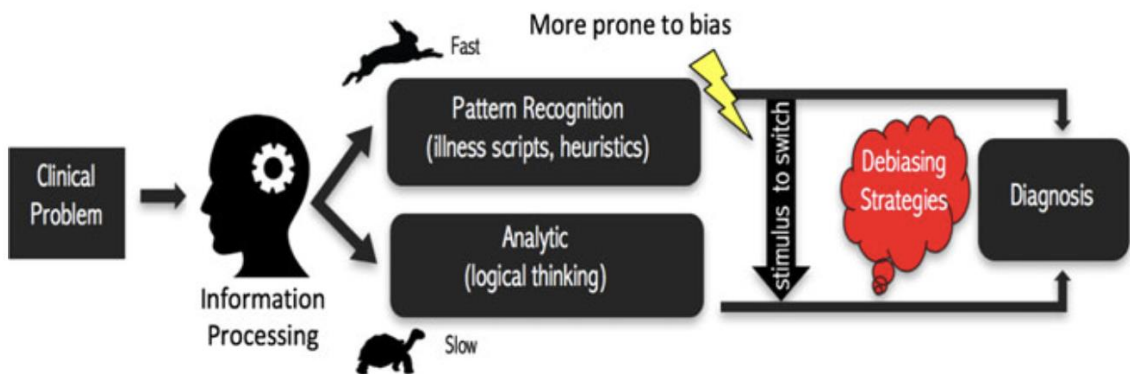 More prone to bias
Fast
Pattern Recognition
(illness scripts, heuristics)
Clinical
Problem
Information
Processing
Analytic
(logical thinking)
Slow
stimulus to switch
Debiasing
Strategies
Diagnosis